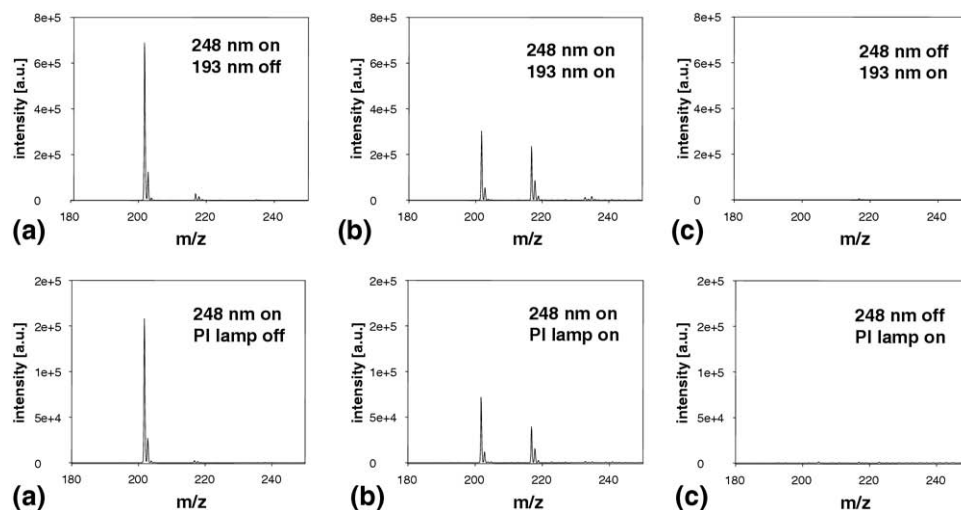 8e+5
6e+5
4e+5
2e+5
0
intensity [a.u.]
248 nm on
193 nm off
180 200 220 240
m/z
(a)
8e+5
6e+5
4e+5
2e+5
0
intensity [a.u.]
248 nm on
193 nm on
180 200 220 240
m/z
(b)
8e+5
6e+5
4e+5
2e+5
0
intensity [a.u.]
248 nm off
193 nm on
180 200 220 240
m/z
(c)
2e+5
2e+5
1e+5
5e+4
0
intensity [a.u.]
248 nm on
PI lamp off
180 200 220 240
m/z
(a)
2e+5
2e+5
1e+5
5e+4
0
intensity [a.u.]
248 nm on
PI lamp on
180 200 220 240
m/z
(b)
2e+5
2e+5
1e+5
5e+4
0
intensity [a.u.]
248 nm off
PI lamp on
180 200 220 240
m/z
(c)